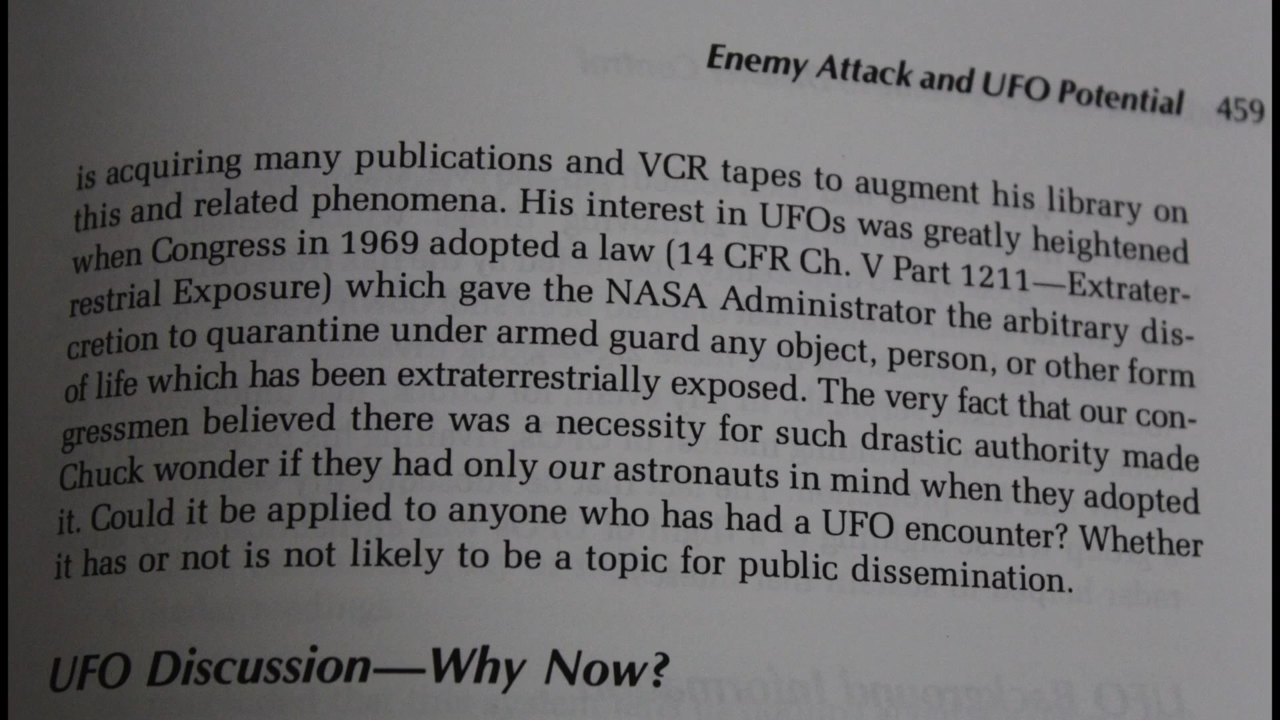 Enemy Attack and UFO Potential 459
is acquiring many publications and VCR tapes to augment his library on
this and related phenomena. His interest in UFOs was greatly heightened
when Congress in 1969 adopted a law (14 CFR Ch. V Part 1211—Extrater-
restrial Exposure) which gave the NASA Administrator the arbitrary dis-
cretion to quarantine under armed guard any object, person, or other form
of life which has been extraterrestrially exposed. The very fact that our con-
gressmen believed there was a necessity for such drastic authority made
Chuck wonder if they had only our astronauts in mind when they adopted
it. Could it be applied to anyone who has had a UFO encounter? Whether
it has or not is not likely to be a topic for public dissemination.
UFO Discussion—Why Now?